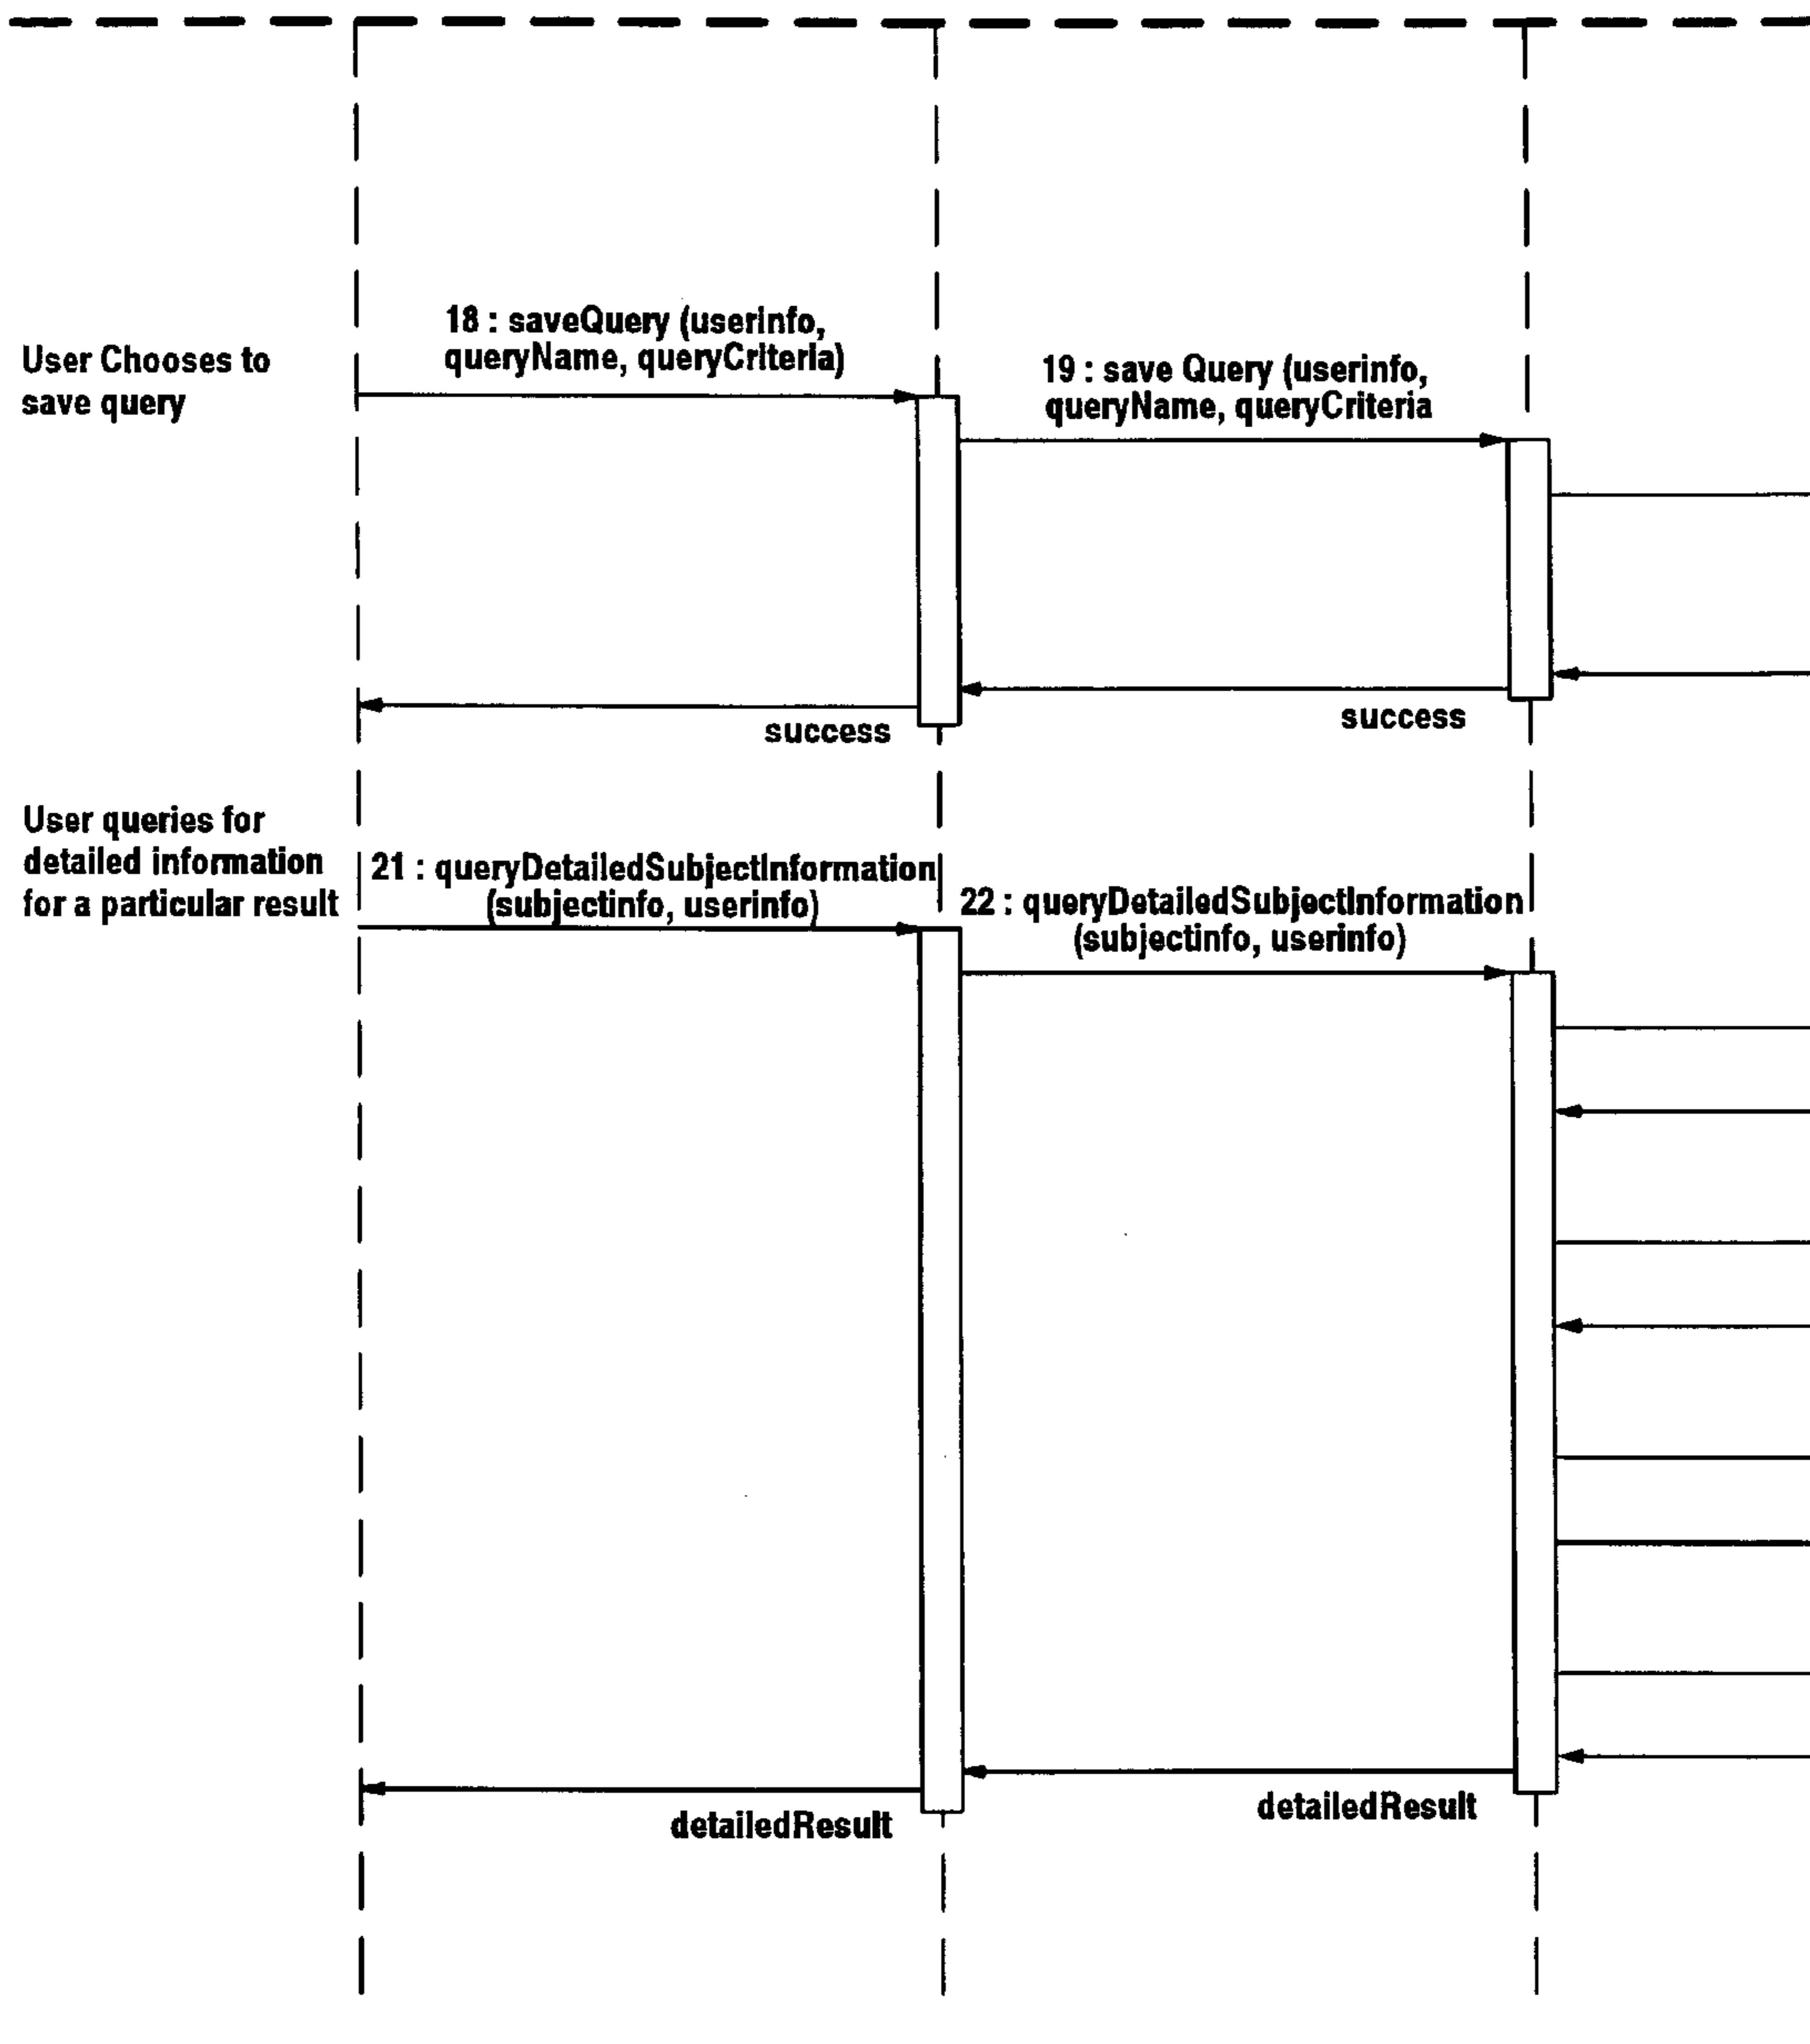 18 : saveQuery (userinfo,
queryName, queryCriteria)
User Chooses to
save query
19 : save Query (userinfo,
queryName, queryCriteria
success
success
User queries for
detailed information
for a particular result
21 : queryDetailedSubjectInformation
(subjectinfo, userinfo)
22 : queryDetailedSubjectInformation
(subjectinfo, userinfo)
detailedResult
detailedResult